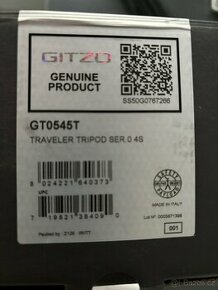 GITZO
GENUINE
PRODUCT
SS50G0767266
GT0545T
TRAVELER TRIPOD SER.0 4S
8 024221 640373
UPC
7 19821 38409 0
MADE IN ITALY
001